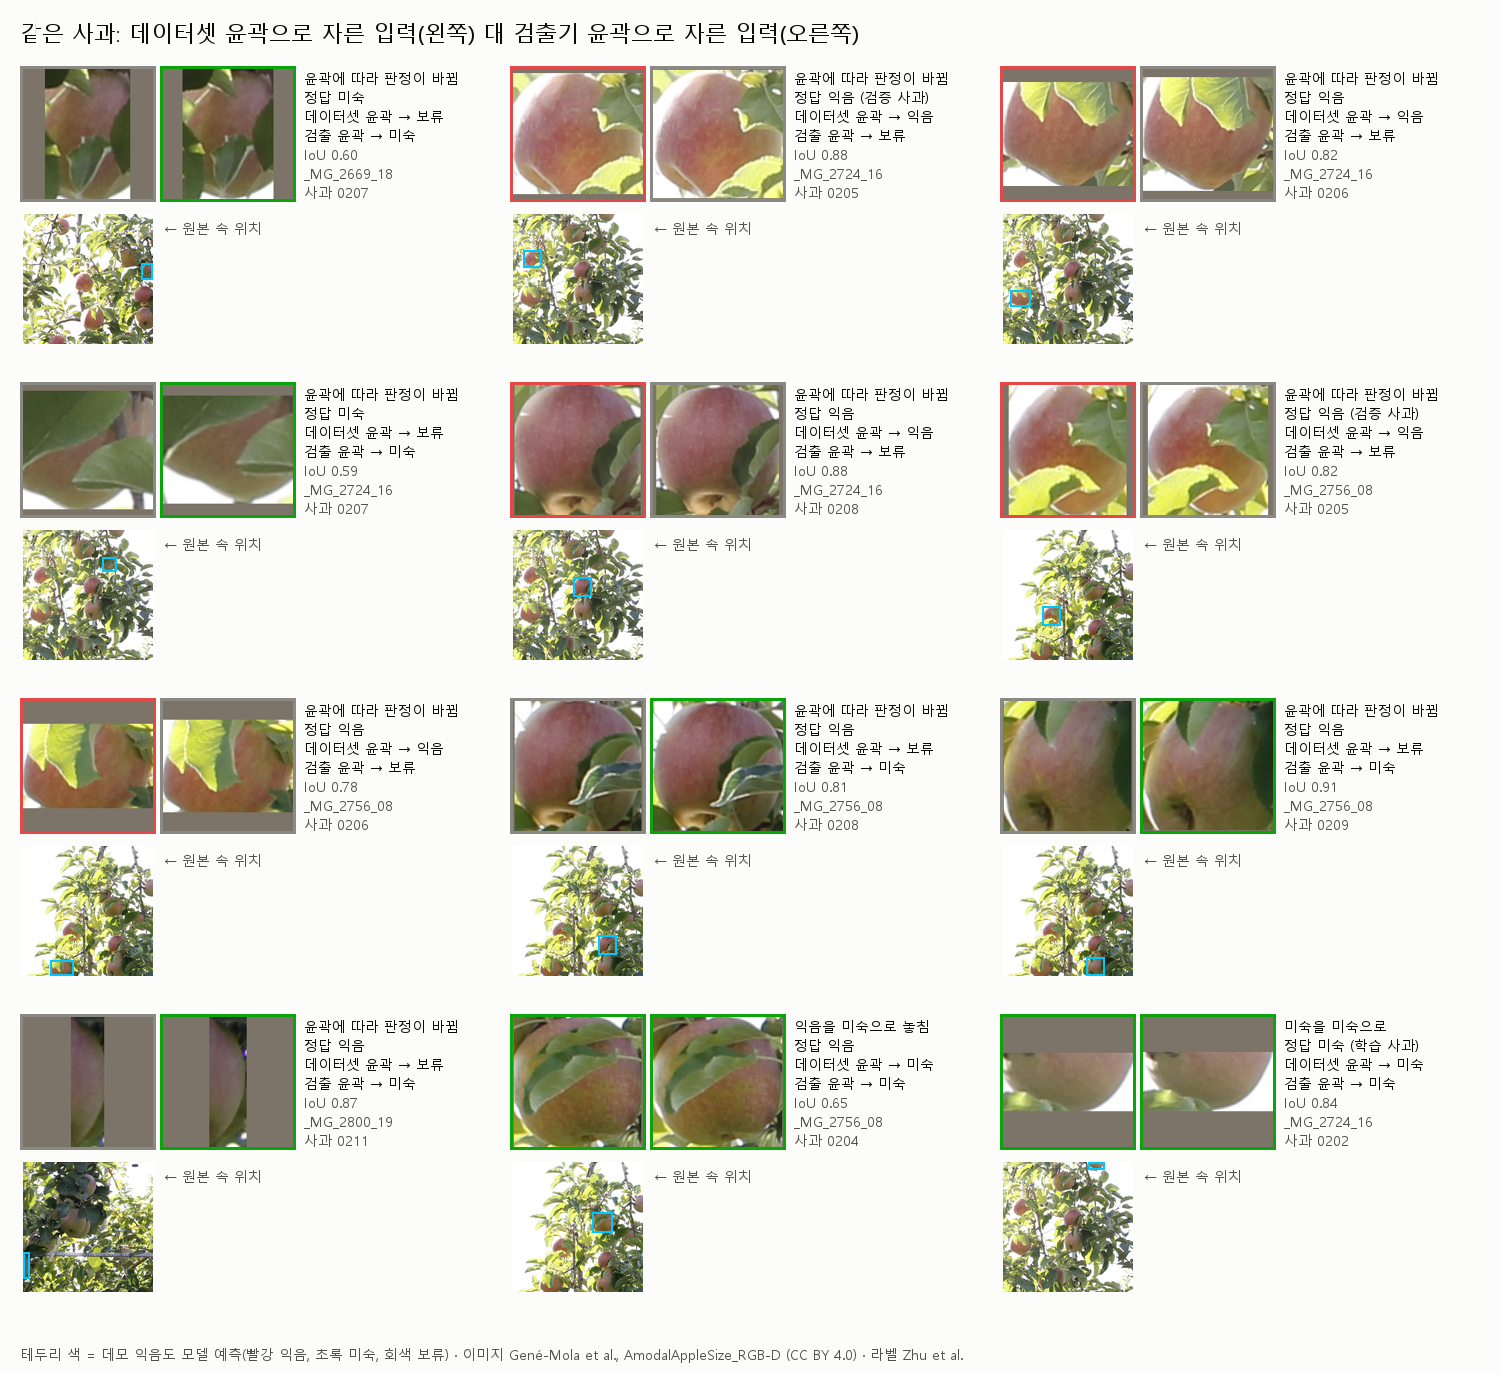 같은 사과: 데이터셋 윤곽으로 자른 입력(왼쪽) 대 검출기 윤곽으로 자른 입력(오른쪽)
윤곽에 따라 판정이 바뀜
정답 미숙
데이터셋 윤곽 → 보류
검출 윤곽 → 미숙
IoU 0.60
_MG_2669_18
사과 0207
← 원본 속 위치
윤곽에 따라 판정이 바뀜
정답 익음 (검증 사과)
데이터셋 윤곽 → 익음
검출 윤곽 → 보류
IoU 0.88
_MG_2724_16
사과 0205
← 원본 속 위치
윤곽에 따라 판정이 바뀜
정답 익음
데이터셋 윤곽 → 익음
검출 윤곽 → 보류
IoU 0.82
_MG_2724_16
사과 0206
← 원본 속 위치
윤곽에 따라 판정이 바뀜
정답 미숙
데이터셋 윤곽 → 보류
검출 윤곽 → 미숙
IoU 0.59
_MG_2724_16
사과 0207
← 원본 속 위치
윤곽에 따라 판정이 바뀜
정답 익음
데이터셋 윤곽 → 익음
검출 윤곽 → 보류
IoU 0.88
_MG_2724_16
사과 0208
← 원본 속 위치
윤곽에 따라 판정이 바뀜
정답 익음 (검증 사과)
데이터셋 윤곽 → 익음
검출 윤곽 → 보류
IoU 0.82
_MG_2756_08
사과 0205
← 원본 속 위치
윤곽에 따라 판정이 바뀜
정답 익음
데이터셋 윤곽 → 익음
검출 윤곽 → 보류
IoU 0.78
_MG_2756_08
사과 0206
← 원본 속 위치
윤곽에 따라 판정이 바뀜
정답 익음
데이터셋 윤곽 → 보류
검출 윤곽 → 미숙
IoU 0.81
_MG_2756_08
사과 0208
← 원본 속 위치
윤곽에 따라 판정이 바뀜
정답 익음
데이터셋 윤곽 → 보류
검출 윤곽 → 미숙
IoU 0.91
_MG_2756_08
사과 0209
← 원본 속 위치
윤곽에 따라 판정이 바뀜
정답 익음
데이터셋 윤곽 → 보류
검출 윤곽 → 미숙
IoU 0.87
_MG_2800_19
사과 0211
← 원본 속 위치
익음을 미숙으로 놓침
정답 익음
데이터셋 윤곽 → 미숙
검출 윤곽 → 미숙
IoU 0.65
_MG_2756_08
사과 0204
← 원본 속 위치
미숙을 미숙으로
정답 미숙 (학습 사과)
데이터셋 윤곽 → 미숙
검출 윤곽 → 미숙
IoU 0.84
_MG_2724_16
사과 0202
← 원본 속 위치
테두리 색 = 데모 익음도 모델 예측(빨강 익음, 초록 미숙, 회색 보류) · 이미지 Gené-Mola et al., AmodalAppleSize_RGB-D (CC BY 4.0) · 라벨 Zhu et al.